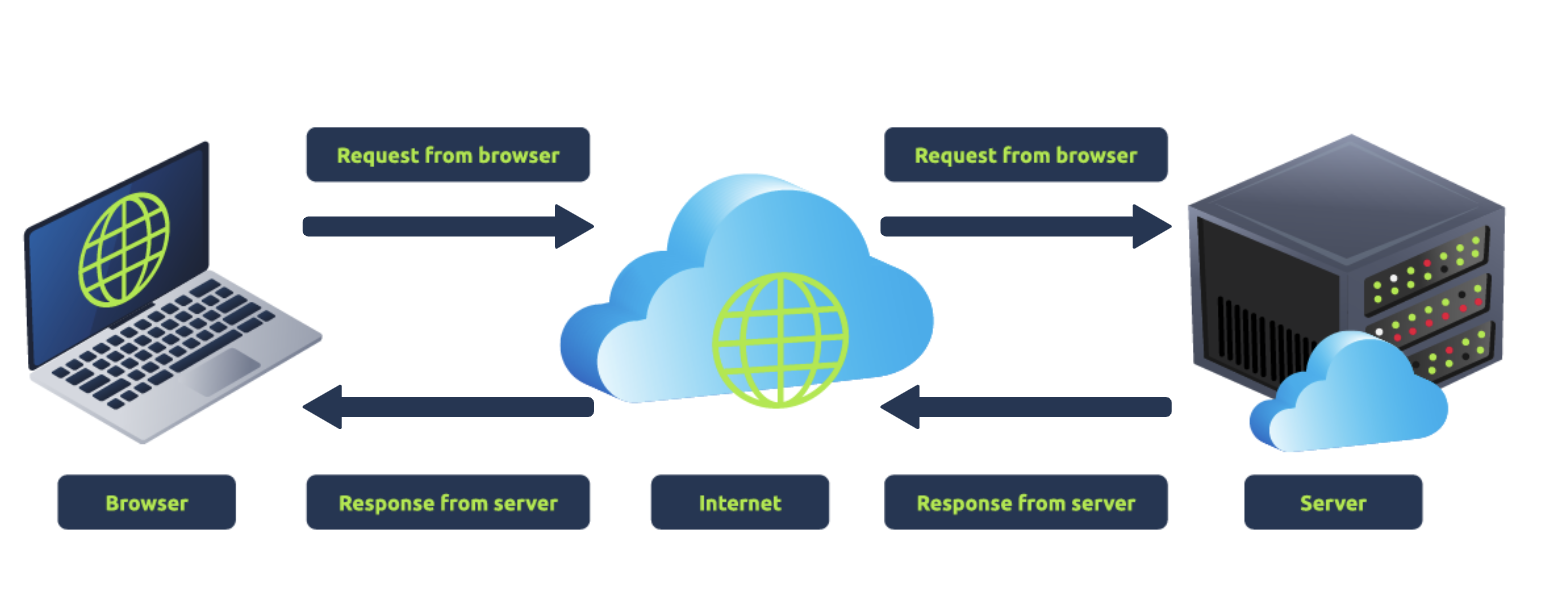 Request from browser
Request from browser
Browser
Response from server
Internet
Response from server
Server